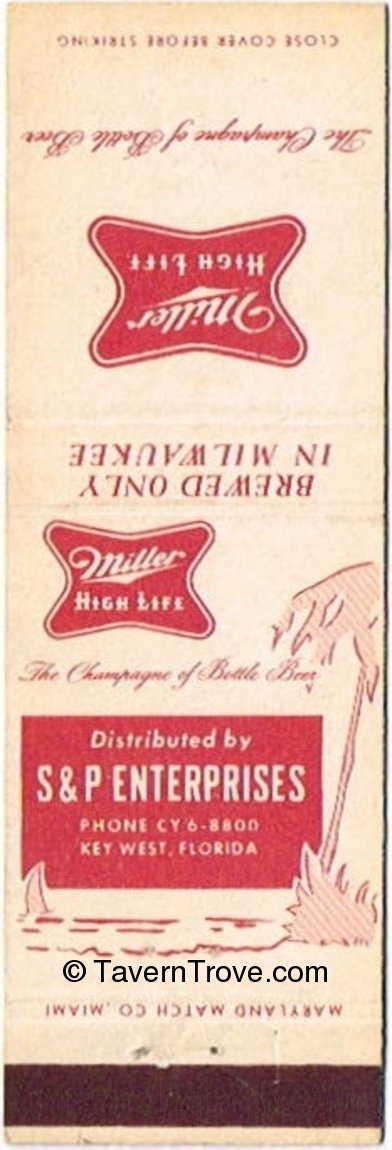 CLOSE COVER BEFORE STRIKING
The Champagne of Bottle Beer
Miller
HIGH LIFE
BREWED ONLY
IN MILWAUKEE
Miller
HIGH LIFE
The Champagne of Bottle Beer
Distributed by
S & P ENTERPRISES
PHONE CY 6-8800
KEY WEST, FLORIDA
© TavernTrove.com
MARYLAND MATCH CO., MIAMI